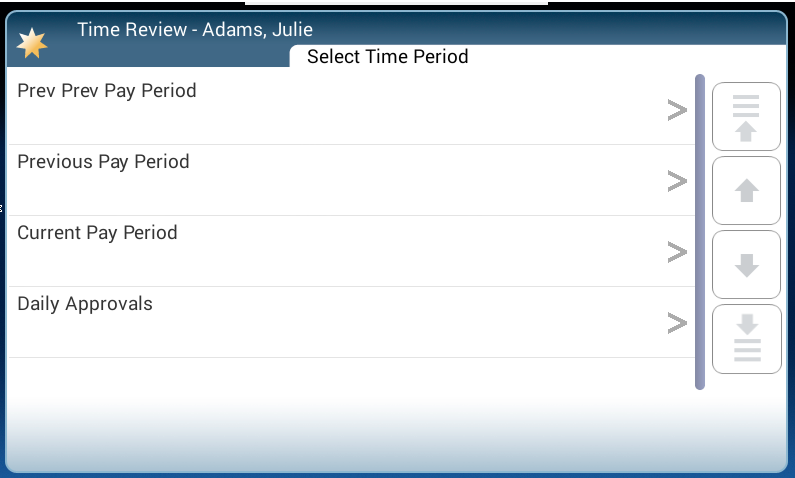 Time Review - Adams, Julie
Select Time Period
Prev Prev Pay Period
Previous Pay Period
Current Pay Period
Daily Approvals